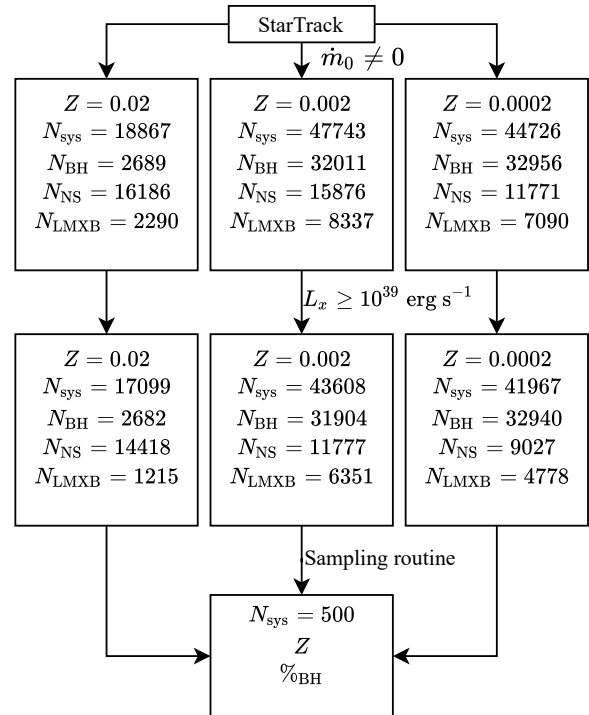 StarTrack
ṁ₀ ≠ 0
Z = 0.02
N_sys = 18867
N_BH = 2689
N_NS = 16186
N_LMXB = 2290
Z = 0.002
N_sys = 47743
N_BH = 32011
N_NS = 15876
N_LMXB = 8337
Z = 0.0002
N_sys = 44726
N_BH = 32956
N_NS = 11771
N_LMXB = 7090
L_x ≥ 10^39 erg s^−1
Z = 0.02
N_sys = 17099
N_BH = 2682
N_NS = 14418
N_LMXB = 1215
Z = 0.002
N_sys = 43608
N_BH = 31904
N_NS = 11777
N_LMXB = 6351
Z = 0.0002
N_sys = 41967
N_BH = 32940
N_NS = 9027
N_LMXB = 4778
Sampling routine
N_sys = 500
Z
%_BH